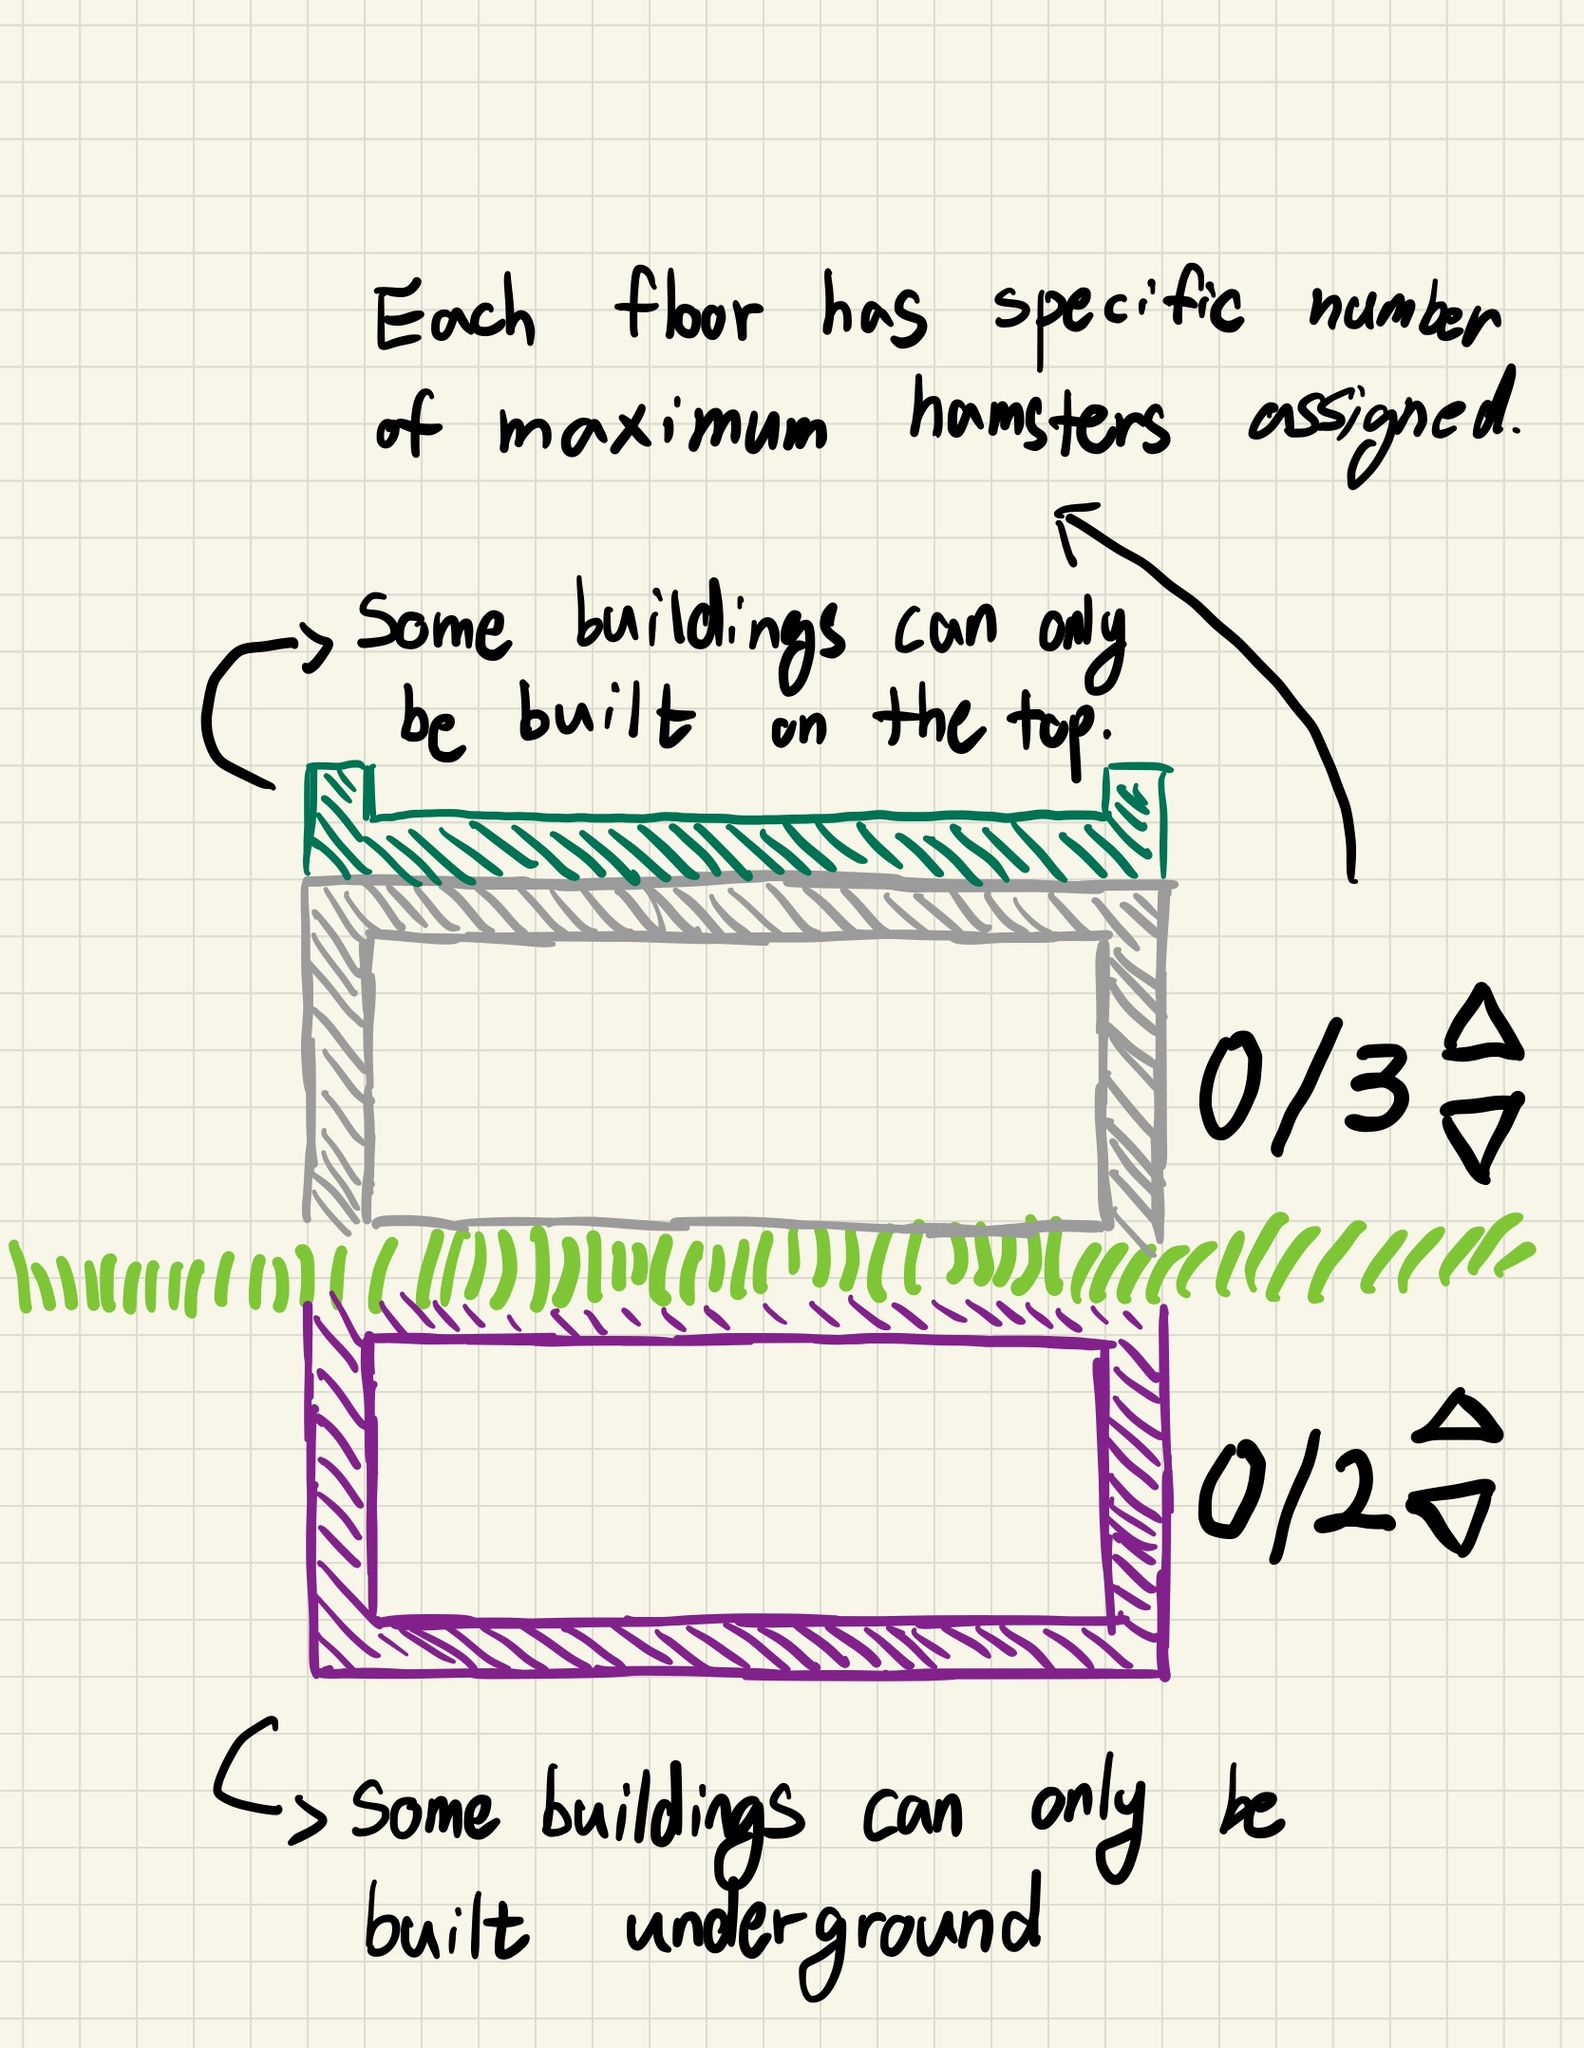 Each floor has specific number
of maximum hamsters assigned.
Some buildings can only
be built on the top.
0/3
0/2
Some buildings can only be
built underground